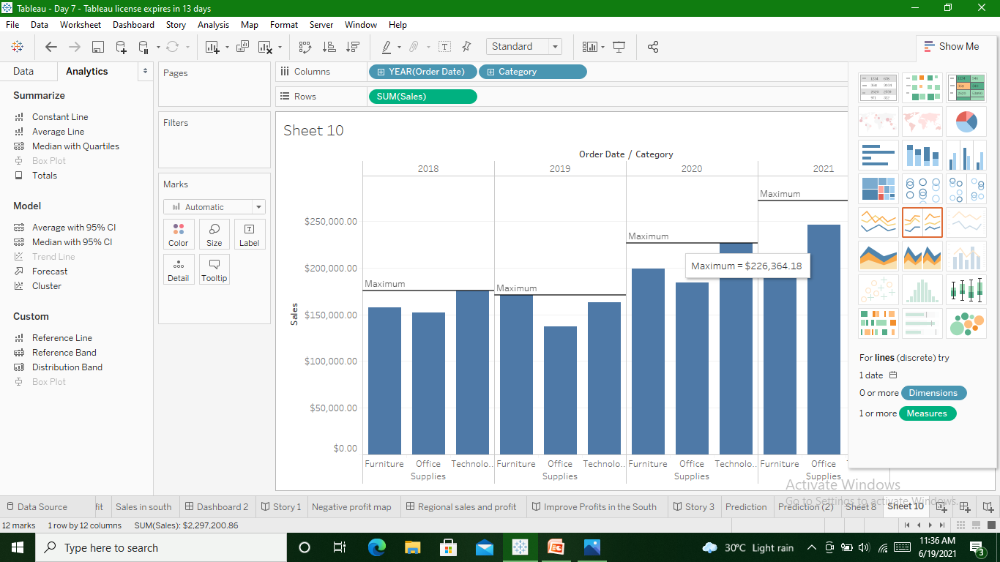 Tableau - Day 7 - Tableau license expires in 13 days
File Data Worksheet Dashboard Story Analysis Map Format Server Window Help
Standard
Show Me
Data Analytics
Summarize
Constant Line
Average Line
Median with Quartiles
Box Plot
Totals
Model
Average with 95% CI
Median with 95% CI
Trend Line
Forecast
Cluster
Custom
Reference Line
Reference Band
Distribution Band
Box Plot
Pages
Filters
Marks
Automatic
Color Size Label
Detail Tooltip
Columns YEAR(Order Date) Category
Rows SUM(Sales)
Sheet 10
Order Date / Category
2018 2019 2020 2021
Maximum
Maximum
Maximum
Maximum
Maximum = $226,364.18
Sales
$250,000.00
$200,000.00
$150,000.00
$100,000.00
$50,000.00
$0.00
Furniture Office Technolo.. Furniture Office Technolo.. Furniture Office Technolo.. Furniture Office
Supplies Supplies Supplies Supplies
For lines (discrete) try
1 date
0 or more Dimensions
1 or more Measures
Activate Windows
Go to Settings to activate Windows.
Data Source fit Sales in south Dashboard 2 Story 1 Negative profit map Regional sales and profit Improve Profits in the South Story 3 Prediction Prediction (2) Sheet 8 Sheet 10
12 marks 1 row by 12 columns SUM(Sales): $2,297,200.86
Type here to search
30°C Light rain
11:36 AM
6/19/2021
3